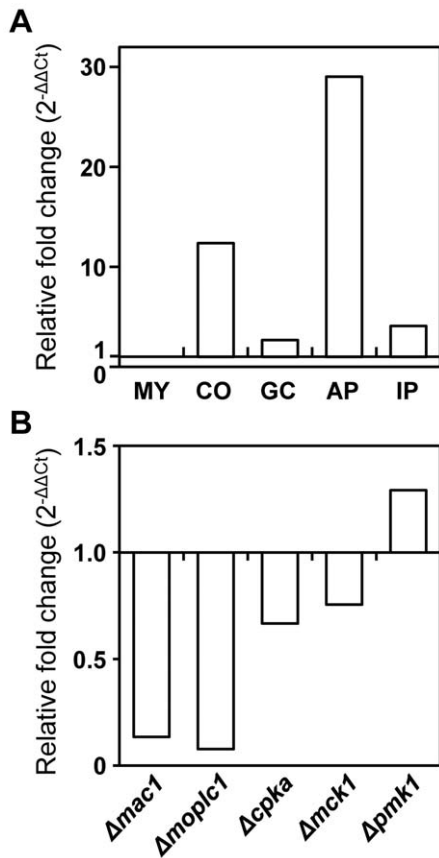 A
Relative fold change (2-ΔΔCt)
30
20
10
1
0
MY CO GC AP IP
B
Relative fold change (2-ΔΔCt)
1.5
1.0
0.5
0
Δmac1 Δmoplc1 Δcpka Δmck1 Δpmk1